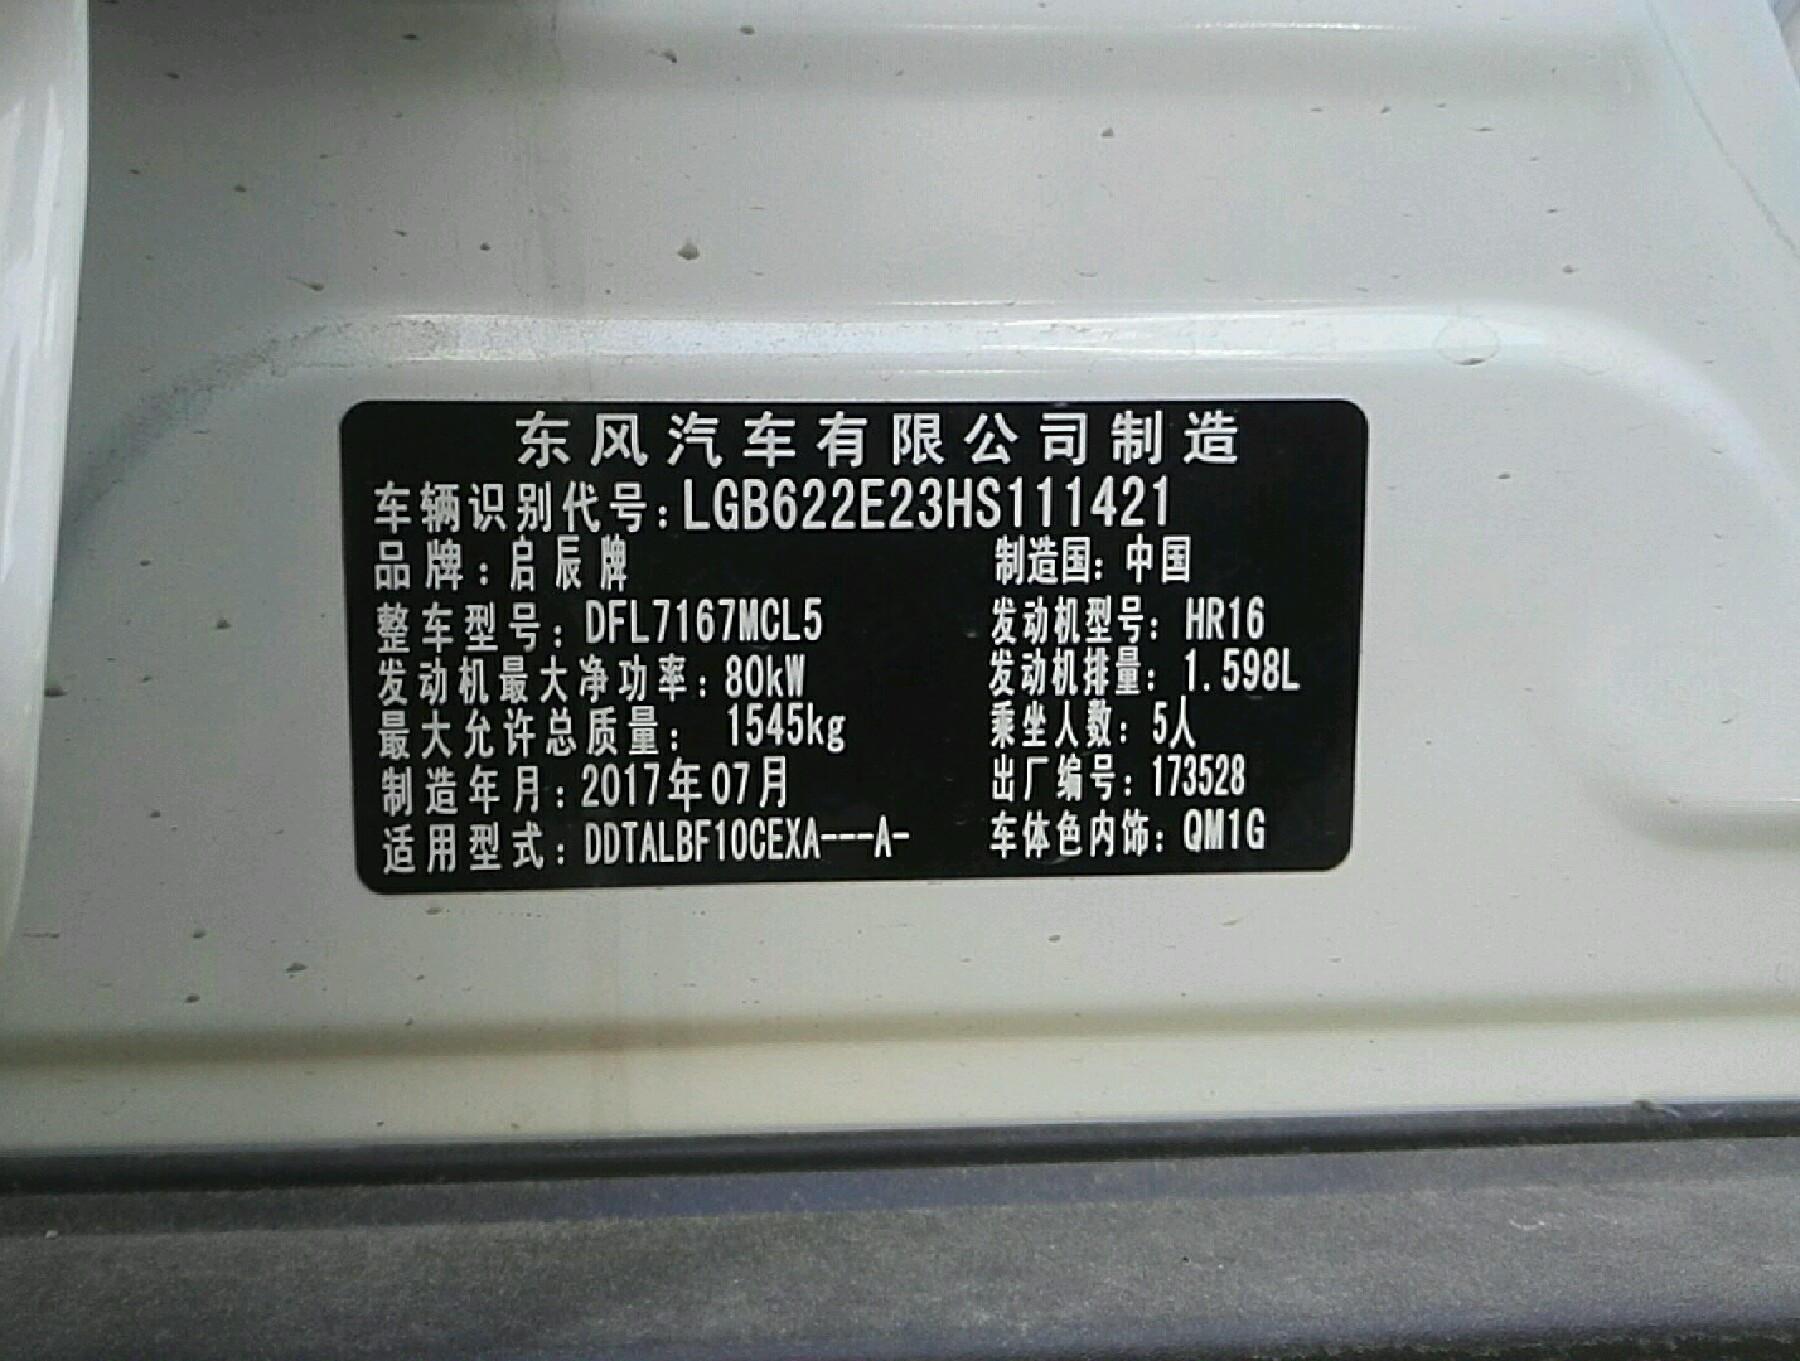 东风汽车有限公司制造
车辆识别代号:LGB622E23HS111421
品牌:启辰牌 制造国:中国
整车型号:DFL7167MCL5 发动机型号:HR16
发动机最大净功率:80kW 发动机排量:1.598L
最大允许总质量: 1545kg 乘坐人数:5人
制造年月:2017年07月 出厂编号:173528
适用型式:DDTALBF10CEXA---A- 车体色内饰:QM1G